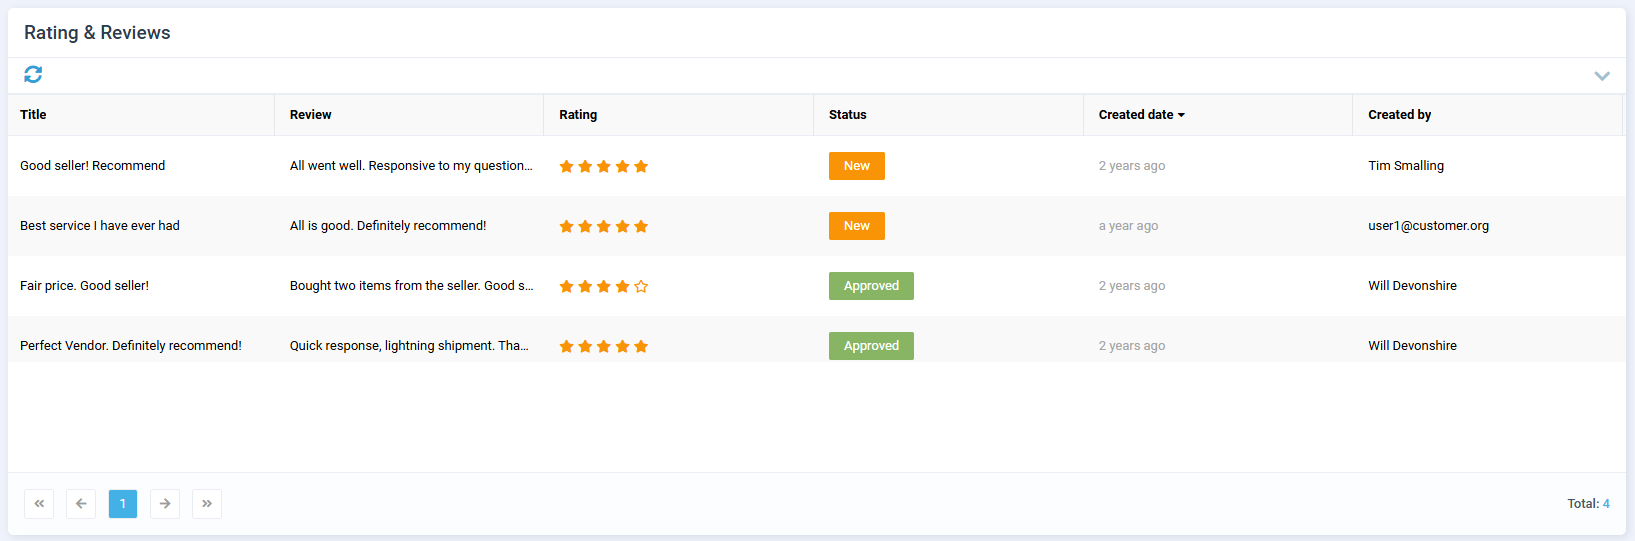 Rating & Reviews
Title Review Rating Status Created date Created by
Good seller! Recommend All went well. Responsive to my question... New 2 years ago Tim Smalling
Best service I have ever had All is good. Definitely recommend! New a year ago user1@customer.org
Fair price. Good seller! Bought two items from the seller. Good s... Approved 2 years ago Will Devonshire
Perfect Vendor. Definitely recommend! Quick response, lightning shipment. Tha... Approved 2 years ago Will Devonshire
1 Total: 4